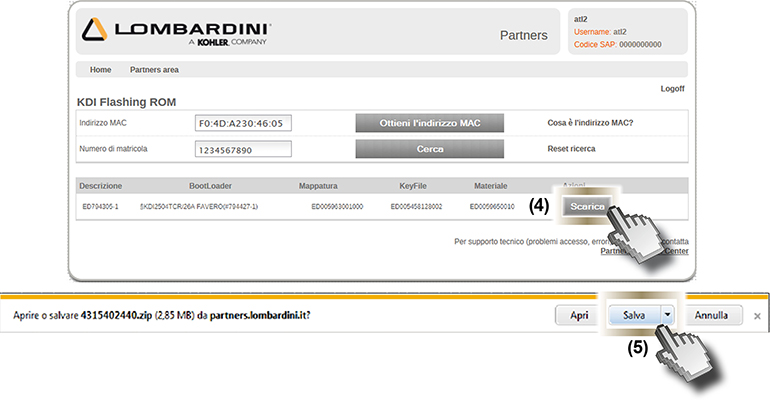 LOMBARDINI
A KOHLER. COMPANY
Partners
atl2
Username: atl2
Codice SAP: 0000000000
Home Partners area
Logoff
KDI Flashing ROM
Indirizzo MAC F0:4D:A230:46:05 Ottieni l'indirizzo MAC Cosa è l'indirizzo MAC?
Numero di matricola 1234567890 Cerca Reset ricerca
Descrizione BootLoader Mappatura KeyFile Materiale Azioni
ED794305-1 5KDI2504TCR/26A FAVERO(#794427-1) ED005963001000 ED005458128002 ED0059650010 (4) Scarica
Per supporto tecnico (problemi accesso, contatta
Center
Aprire o salvare 4315402440.zip (2,85 MB) da partners.lombardini.it? Apri Salva Annulla ×
(5)